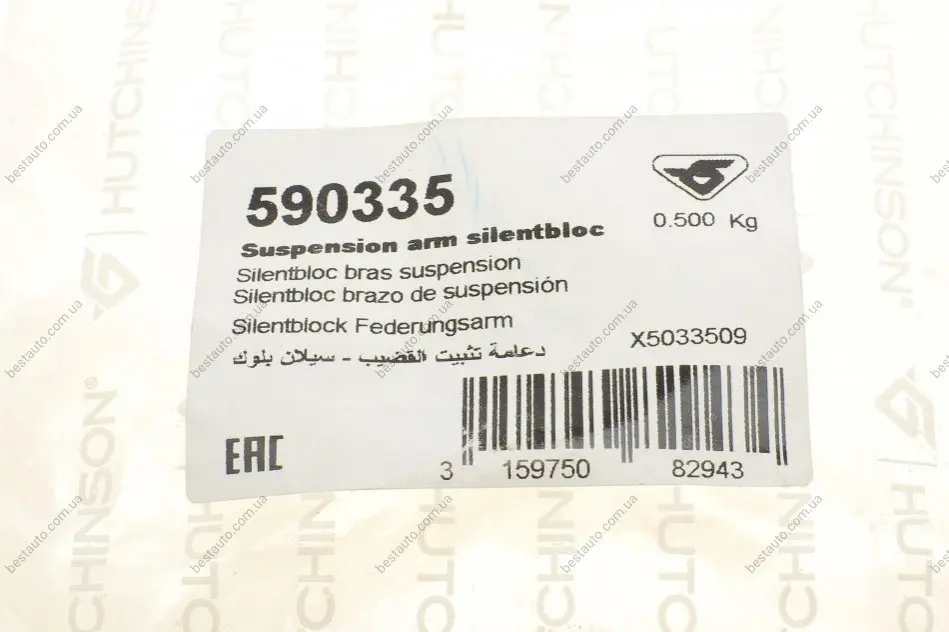 590335
0.500 Kg
Suspension arm silentbloc
Silentbloc bras suspension
Silentbloc brazo de suspensión
Silentblock Federungsarm
X5033509
دعامة تثبيت القضيب - سيلان بلوك
EAC
3 159750 82943
HUTCHINSON®
bestauto.com.ua